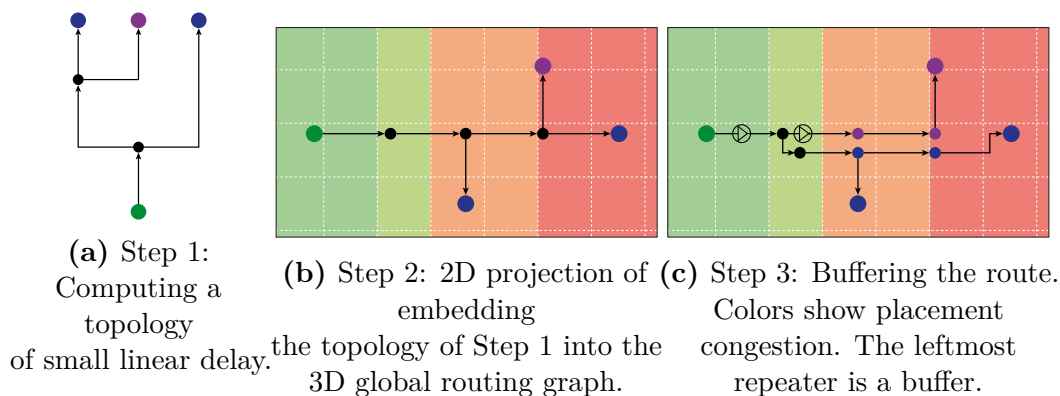 (a) Step 1:
Computing a
topology
of small linear delay.
(b) Step 2: 2D projection of
embedding
the topology of Step 1 into the
3D global routing graph.
(c) Step 3: Buffering the route.
Colors show placement
congestion. The leftmost
repeater is a buffer.